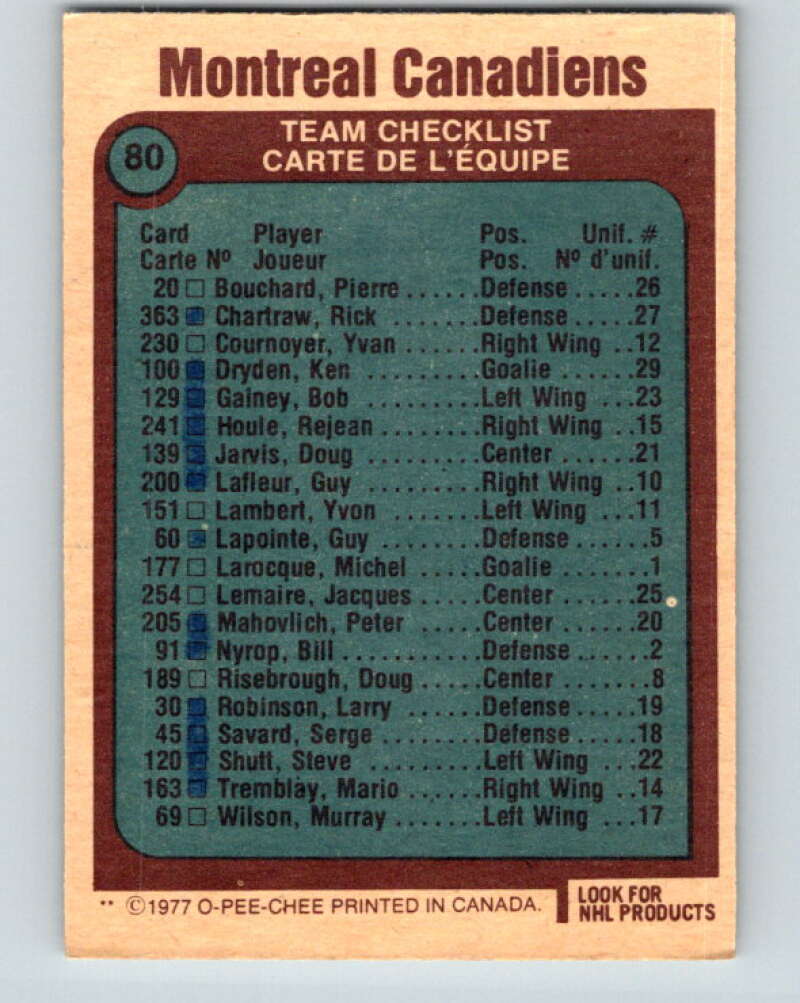 Montreal Canadiens
80
TEAM CHECKLIST
CARTE DE L'ÉQUIPE
Card Player Pos. Unif. #
Carte Nº Joueur Pos. Nº d'unif.
20 □ Bouchard, Pierre ...... Defense ..... 26
363 □ Chartraw, Rick ....... Defense ..... 27
230 □ Cournoyer, Yvan ...... Right Wing .. 12
100 □ Dryden, Ken .......... Goalie ...... 29
129 □ Gainey, Bob .......... Left Wing ... 23
241 □ Houle, Rejean ........ Right Wing .. 15
139 □ Jarvis, Doug ......... Center ...... 21
200 □ Lafleur, Guy ......... Right Wing .. 10
151 □ Lambert, Yvon ....... Left Wing ... 11
60 □ Lapointe, Guy ........ Defense ...... 5
177 □ Larocque, Michel ..... Goalie ....... 1
254 □ Lemaire, Jacques ..... Center ...... 25
205 □ Mahovlich, Peter ..... Center ...... 20
91 □ Nyrop, Bill ........... Defense ...... 2
189 □ Risebrough, Doug ..... Center ....... 8
30 □ Robinson, Larry ...... Defense ..... 19
45 □ Savard, Serge ........ Defense ..... 18
120 □ Shutt, Steve ......... Left Wing ... 22
163 □ Tremblay, Mario ...... Right Wing .. 14
69 □ Wilson, Murray ....... Left Wing ... 17
** ©1977 O-PEE-CHEE PRINTED IN CANADA.
LOOK FOR
NHL PRODUCTS